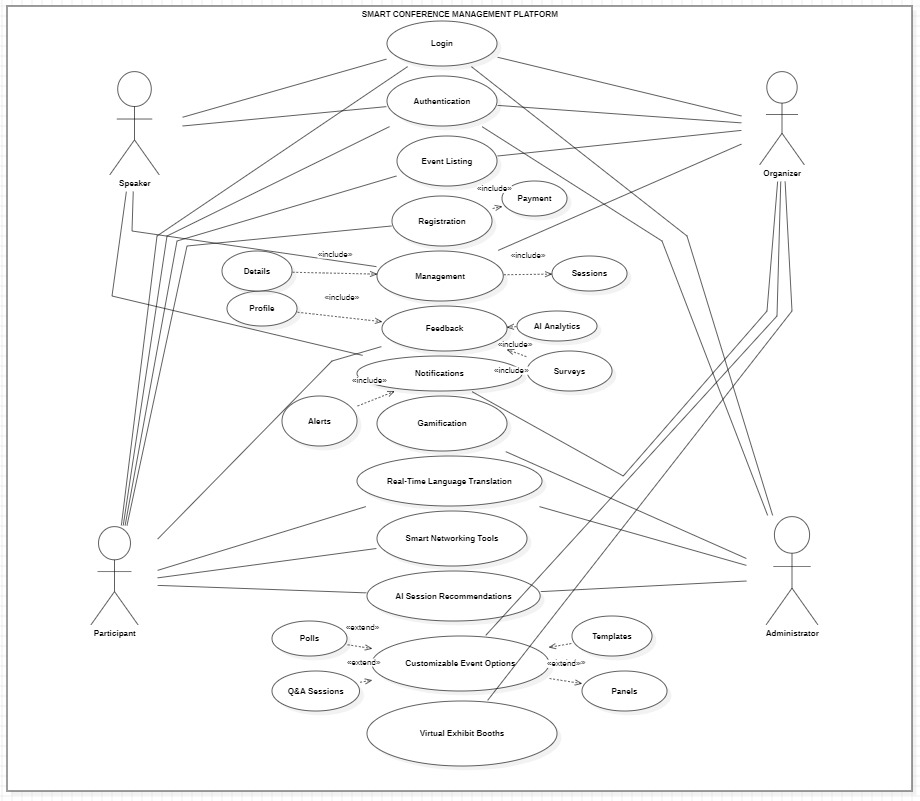 SMART CONFERENCE MANAGEMENT PLATFORM
Login
Authentication
Speaker
Organizer
Event Listing
«include»
Payment
Registration
«include»
«include»
Details
Management
Sessions
«include»
Profile
Feedback
AI Analytics
«include»
Notifications
«include»
Surveys
«include»
Alerts
Gamification
Real-Time Language Translation
Smart Networking Tools
AI Session Recommendations
Participant
Administrator
«extend»
Polls
Templates
«extend»
Customizable Event Options
«extend»»
Q&A Sessions
Panels
Virtual Exhibit Booths